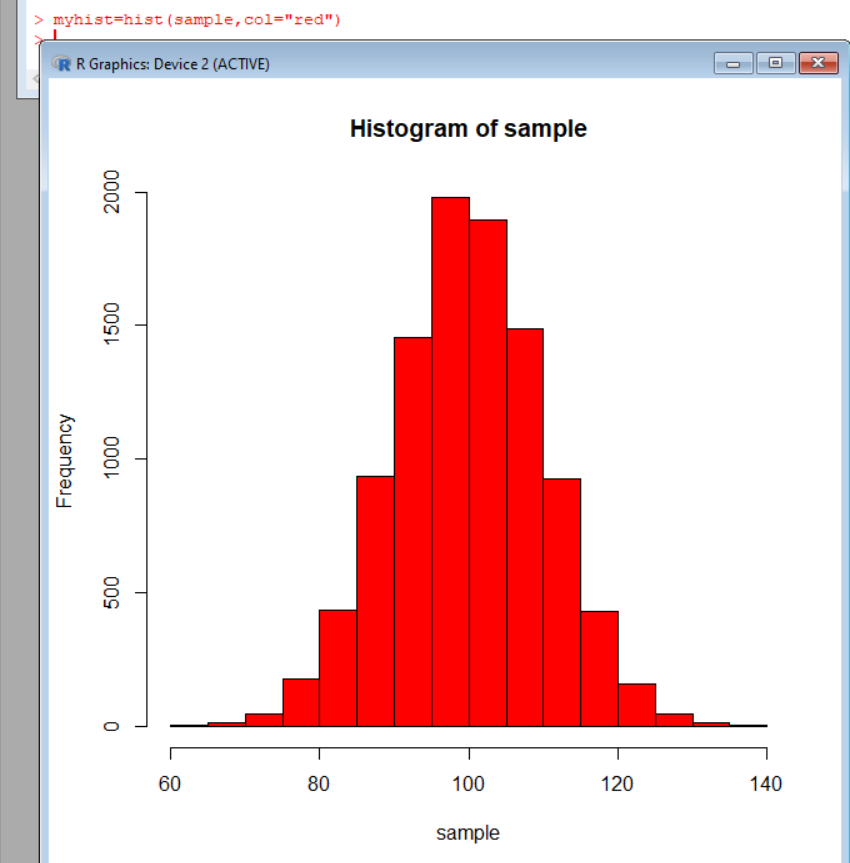 > myhist=hist(sample,col="red")
>
R Graphics: Device 2 (ACTIVE)
Histogram of sample
2000
1500
1000
500
0
Frequency
60 80 100 120 140
sample